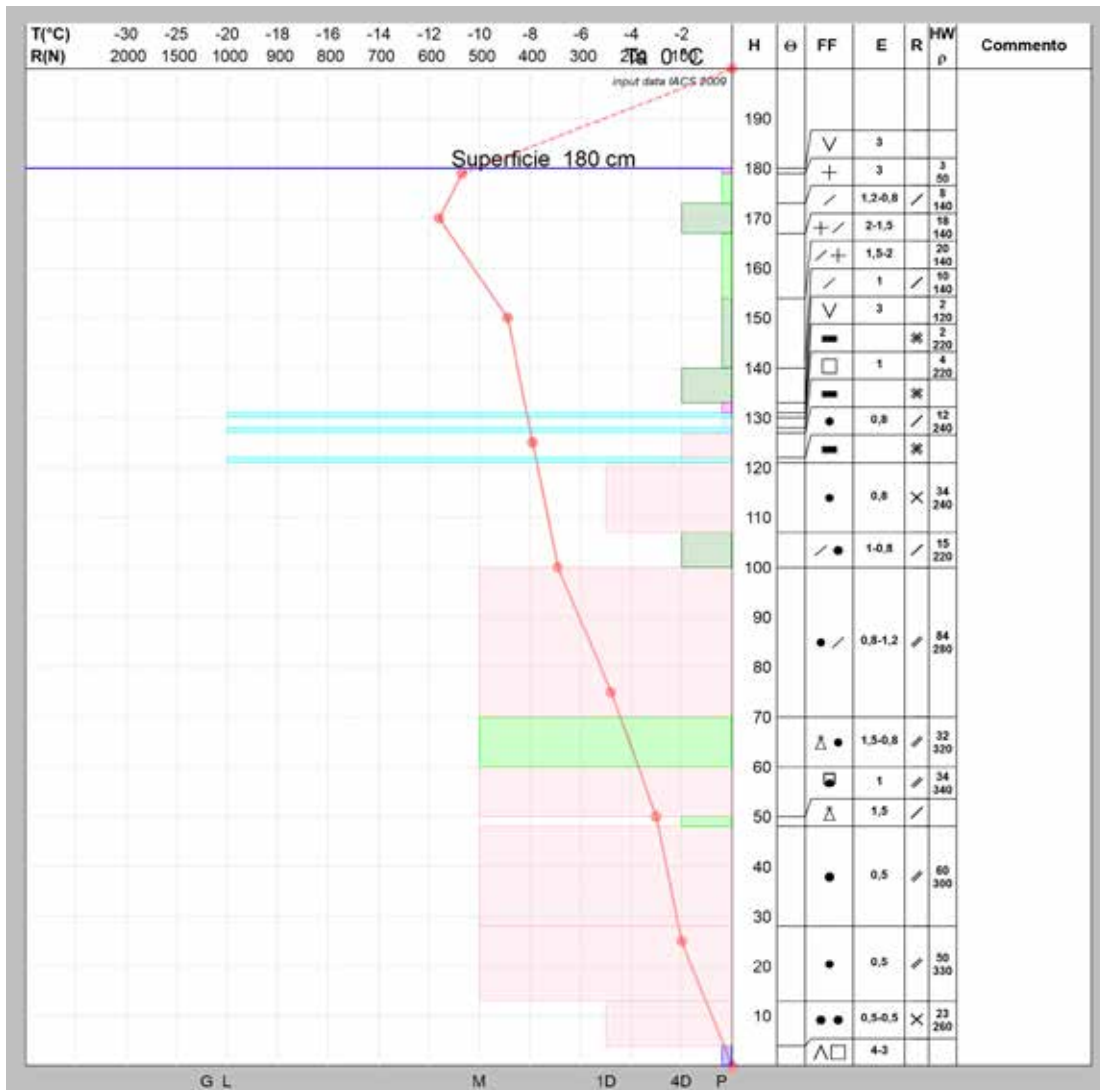 T(°C) -30 -25 -20 -18 -16 -14 -12 -10 -8 -6 -4 -2 H Θ FF E R HW Commento
R(N) 2000 1500 1000 900 800 700 600 500 400 300 200 100 ρ
Ta 0 °C
input data IACS 2009
190
3
Superficie 180 cm
180 + 3 3
50
1,2-0,8 / 8
140
170 + / 2-1,5 18
140
160 / + 1,5-2 20
140
/ 1 / 10
140
150 3 2
120
2
220
140 1 4
220
130 0,8 / 12
240
120
110 0,8 34
240
100 / ● 1-0,8 / 15
220
90
80 ● / 0,8-1,2 84
280
70
60 1,5-0,8 32
320
1 34
340
50 1,5 /
40 0,5 60
300
30
20 0,5 50
330
10 ● ● 0,5-0,5 23
260
4-3
G L M 1D 4D P